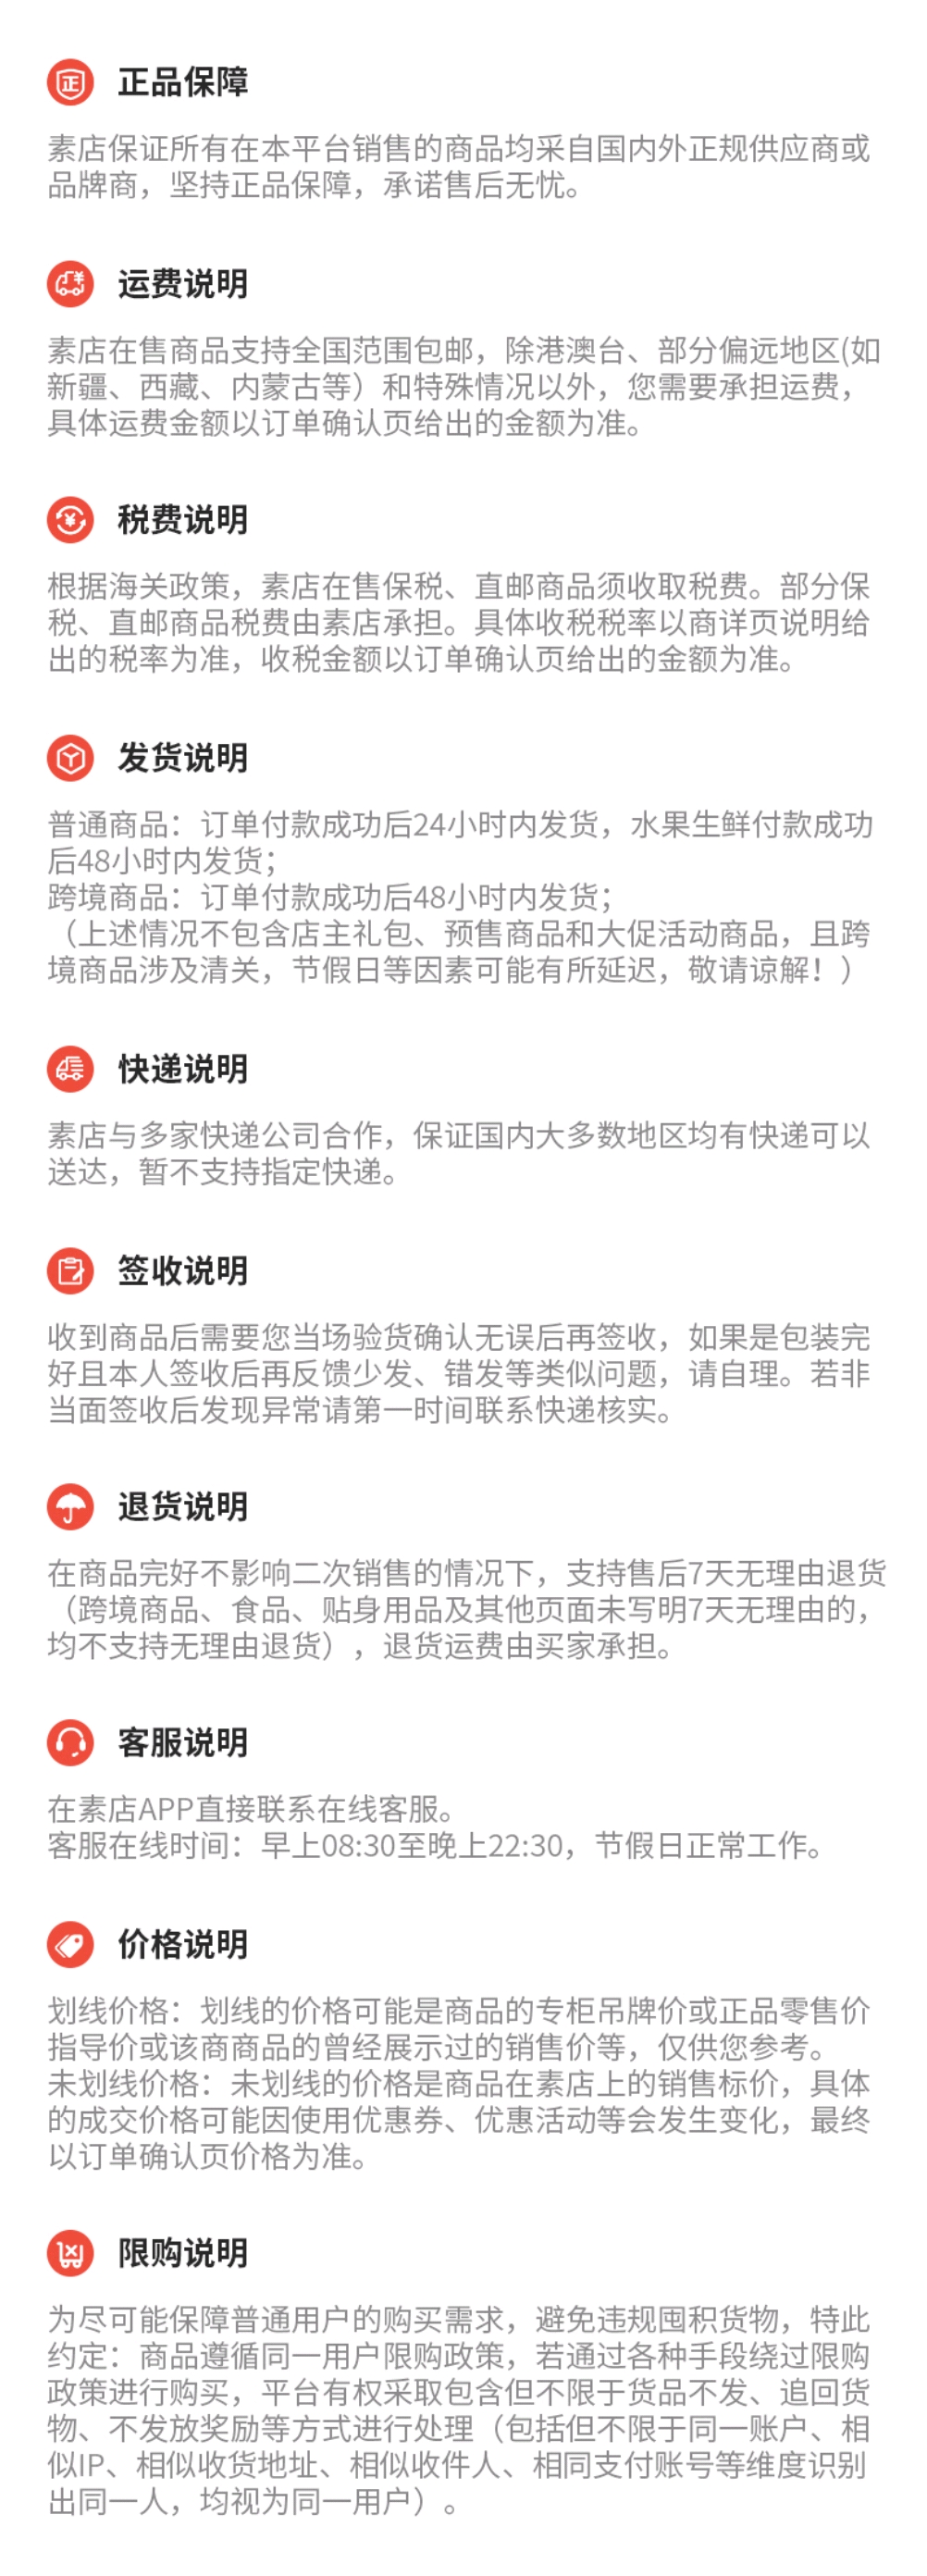 正品保障
素店保证所有在本平台销售的商品均采自国内外正规供应商或
品牌商，坚持正品保障，承诺售后无忧。
运费说明
素店在售商品支持全国范围包邮，除港澳台、部分偏远地区(如
新疆、西藏、内蒙古等）和特殊情况以外，您需要承担运费，
具体运费金额以订单确认页给出的金额为准。
税费说明
根据海关政策，素店在售保税、直邮商品须收取税费。部分保
税、直邮商品税费由素店承担。具体收税税率以商详页说明给
出的税率为准，收税金额以订单确认页给出的金额为准。
发货说明
普通商品：订单付款成功后24小时内发货，水果生鲜付款成功
后48小时内发货；
跨境商品：订单付款成功后48小时内发货；
（上述情况不包含店主礼包、预售商品和大促活动商品，且跨
境商品涉及清关，节假日等因素可能有所延迟，敬请谅解！）
快递说明
素店与多家快递公司合作，保证国内大多数地区均有快递可以
送达，暂不支持指定快递。
签收说明
收到商品后需要您当场验货确认无误后再签收，如果是包装完
好且本人签收后再反馈少发、错发等类似问题，请自理。若非
当面签收后发现异常请第一时间联系快递核实。
退货说明
在商品完好不影响二次销售的情况下，支持售后7天无理由退货
（跨境商品、食品、贴身用品及其他页面未写明7天无理由的，
均不支持无理由退货），退货运费由买家承担。
客服说明
在素店APP直接联系在线客服。
客服在线时间：早上08:30至晚上22:30，节假日正常工作。
价格说明
划线价格：划线的价格可能是商品的专柜吊牌价或正品零售价
指导价或该商商品的曾经展示过的销售价等，仅供您参考。
未划线价格：未划线的价格是商品在素店上的销售标价，具体
的成交价格可能因使用优惠券、优惠活动等会发生变化，最终
以订单确认页价格为准。
限购说明
为尽可能保障普通用户的购买需求，避免违规囤积货物，特此
约定：商品遵循同一用户限购政策，若通过各种手段绕过限购
政策进行购买，平台有权采取包含但不限于货品不发、追回货
物、不发放奖励等方式进行处理（包括但不限于同一账户、相
似IP、相似收货地址、相似收件人、相同支付账号等维度识别
出同一人，均视为同一用户）。